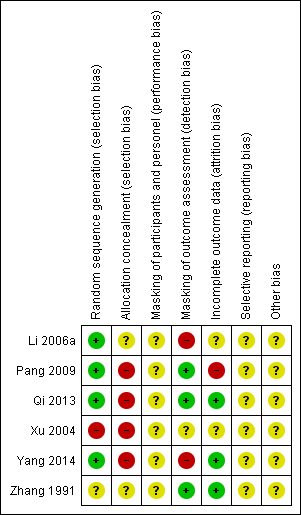 Random sequence generation (selection bias)
Allocation concealment (selection bias)
Masking of participants and personel (performance bias)
Masking of outcome assessment (detection bias)
Incomplete outcome data (attrition bias)
Selective reporting (reporting bias)
Other bias
Li 2006a + ? ? - ? ? ?
Pang 2009 + - ? + - ? ?
Qi 2013 + - ? + + ? ?
Xu 2004 - - ? ? ? ? ?
Yang 2014 + - ? - + ? ?
Zhang 1991 ? ? ? + + ? ?